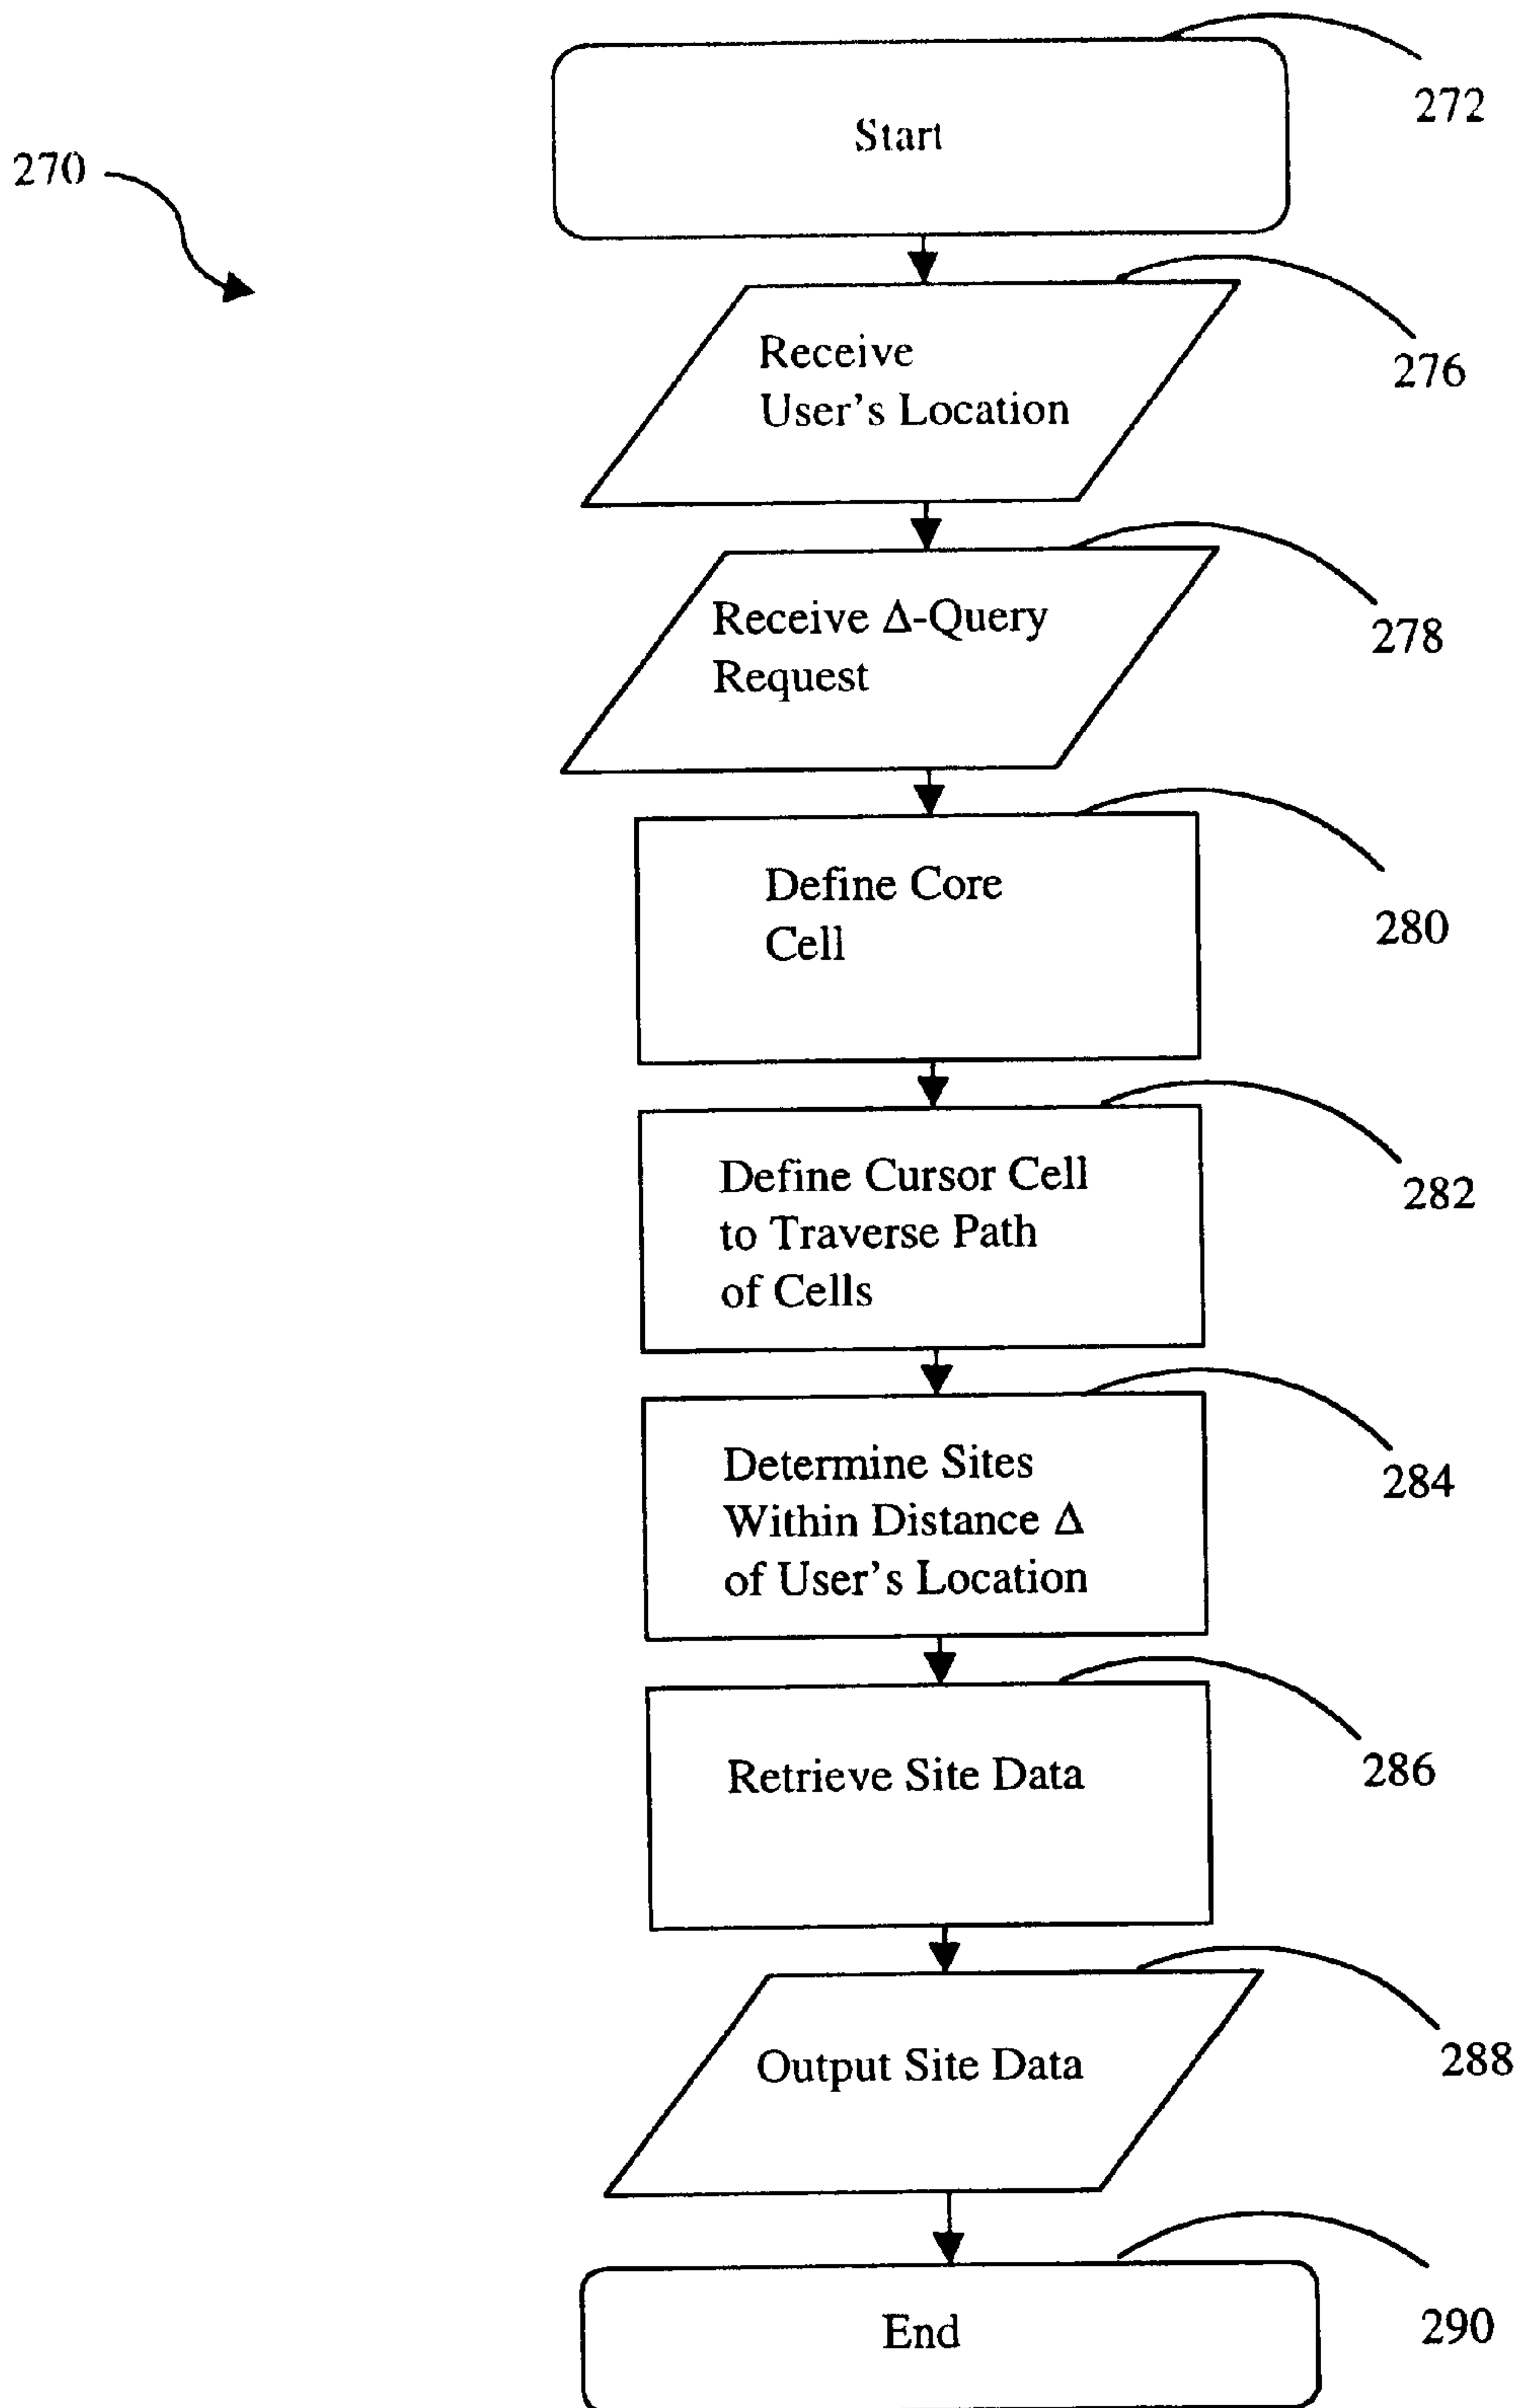 272
Start
270
Receive
User's Location
276
Receive Δ-Query
Request
278
Define Core
Cell
280
Define Cursor Cell
to Traverse Path
of Cells
282
Determine Sites
Within Distance Δ
of User's Location
284
Retrieve Site Data
286
Output Site Data
288
End
290